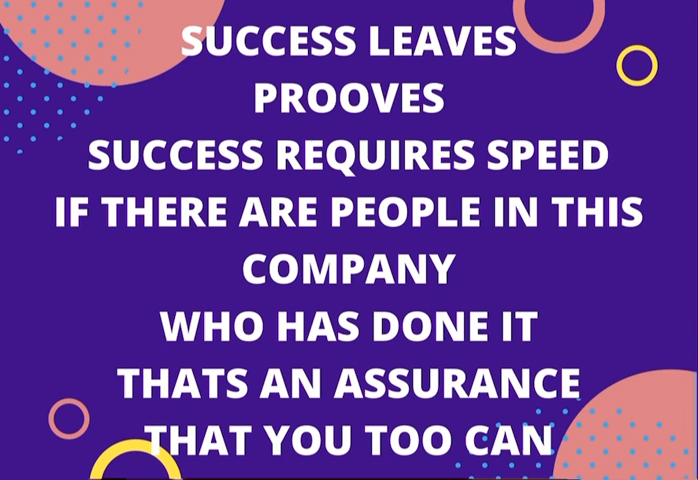 SUCCESS LEAVES
PROOVES
SUCCESS REQUIRES SPEED
IF THERE ARE PEOPLE IN THIS
COMPANY
WHO HAS DONE IT
THATS AN ASSURANCE
THAT YOU TOO CAN